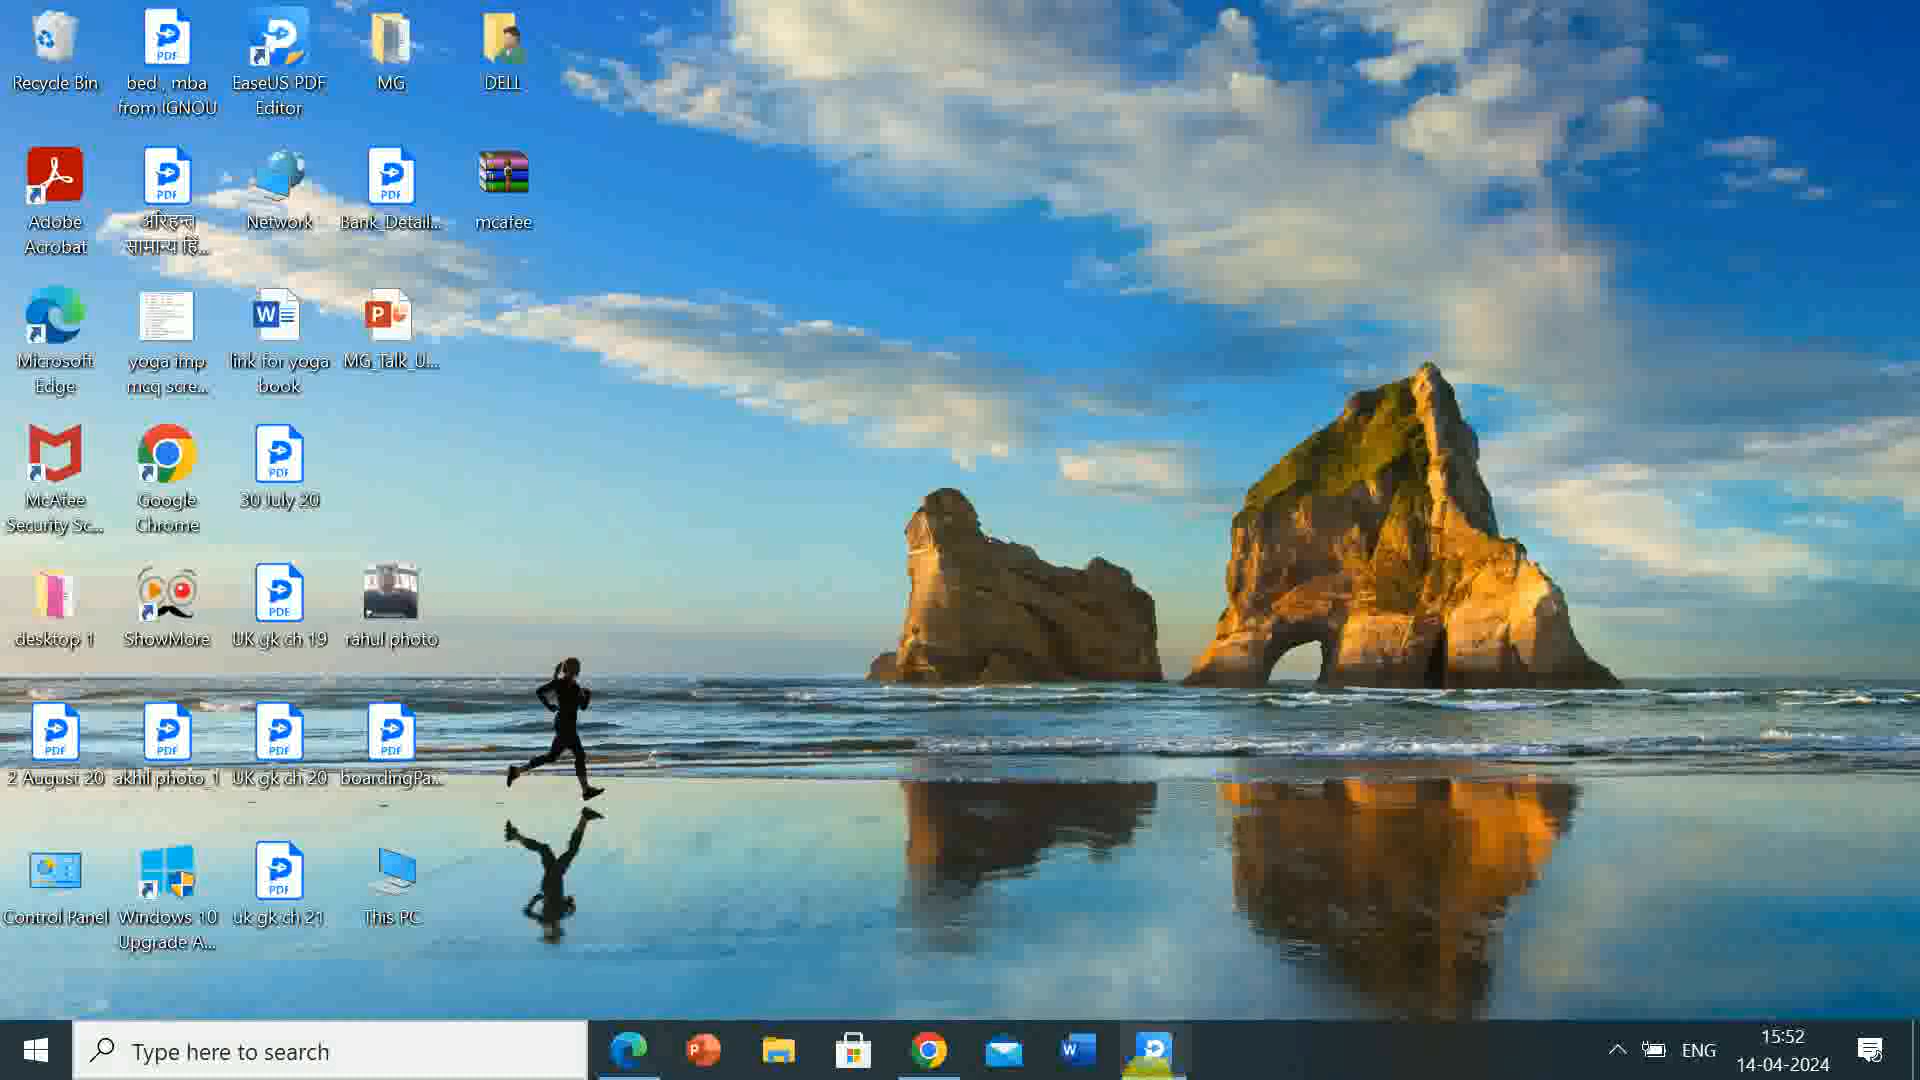 Recycle Bin
bed , mba
from IGNOU
EaseUS PDF
Editor
MG
DELL
Adobe
Acrobat
अरिहन्त
सामान्य हिं...
Network
Bank_Detail...
mcafee
Microsoft
Edge
yoga imp
mcq scre...
link for yoga
book
MG_Talk_U...
McAfee
Security Sc...
Google
Chrome
30 July 20
desktop 1
ShowMore
UK gk ch 19
rahul photo
2 August 20
akhil photo_1
UK gk ch 20
boardingPa...
Control Panel
Windows 10
Upgrade A...
uk gk ch 21
This PC
Type here to search
ENG
15:52
14-04-2024